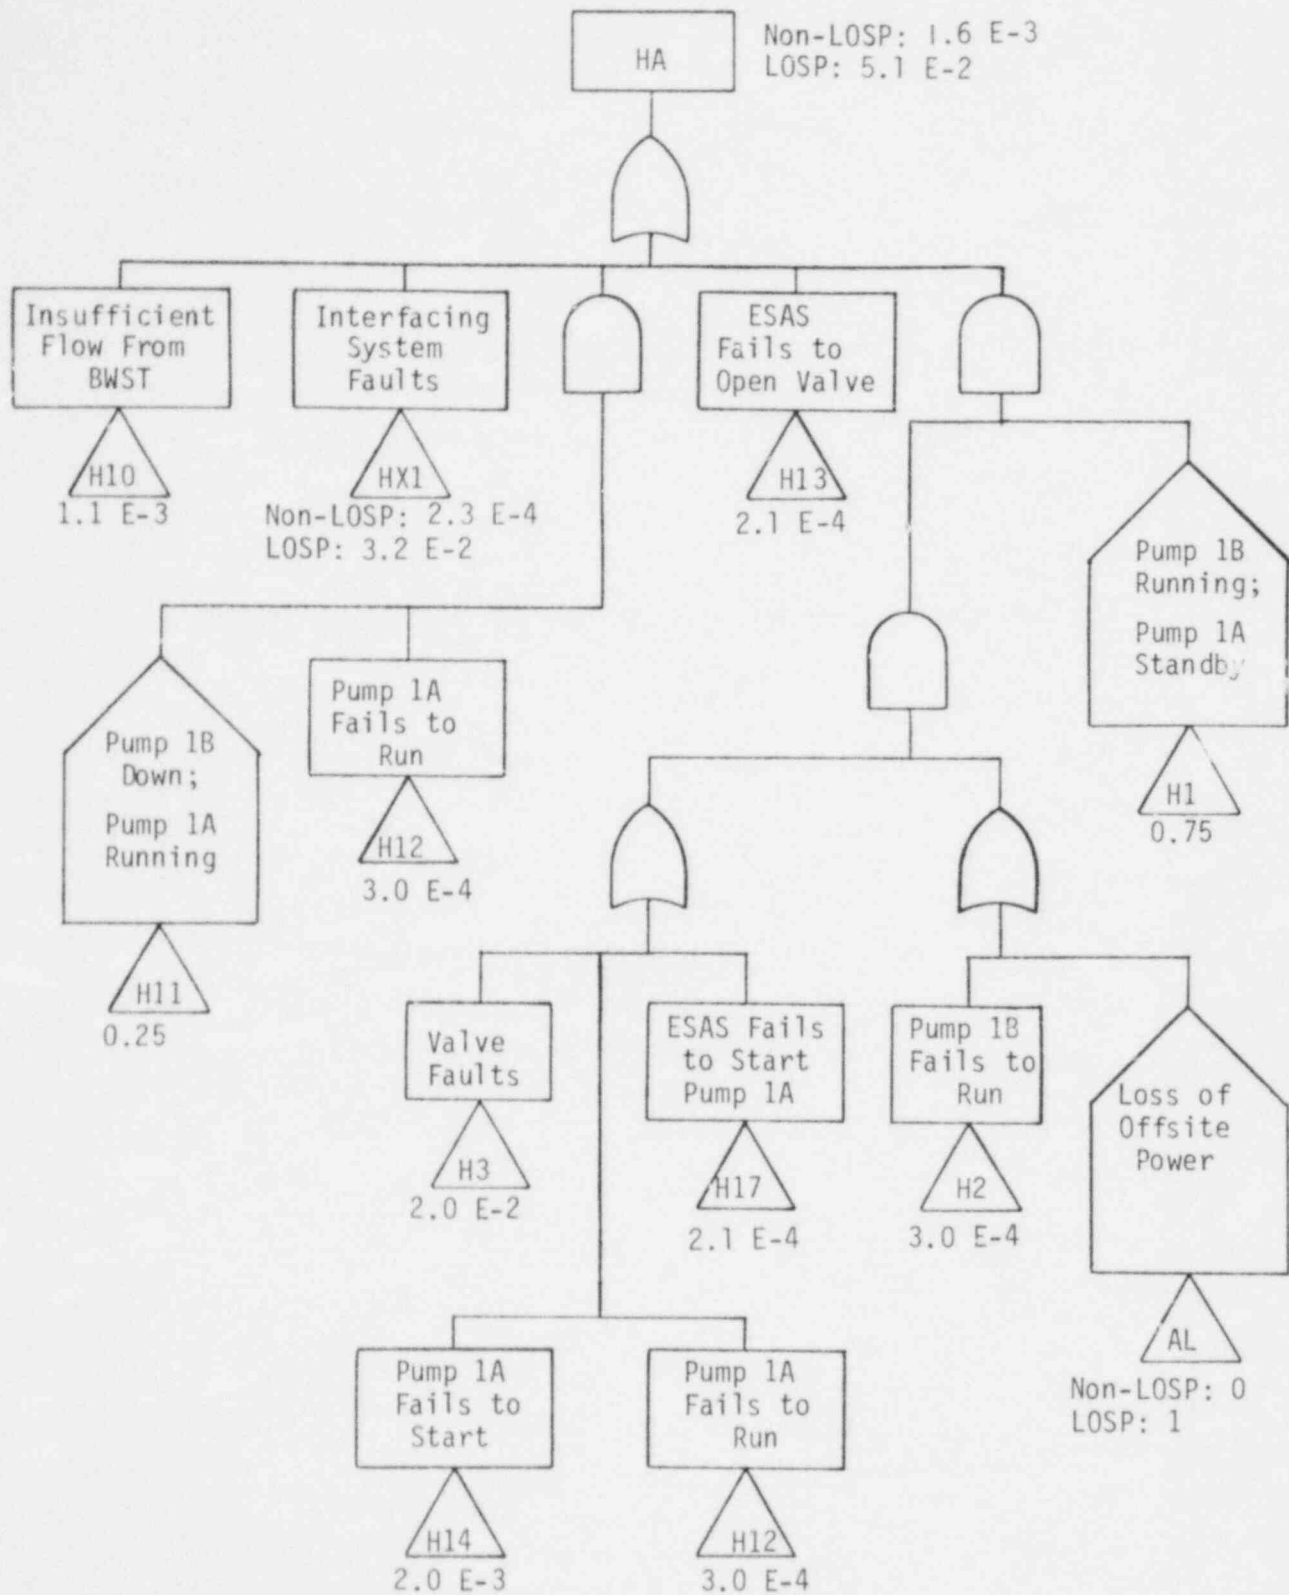 HA
Non-LOSP: 1.6 E-3
LOSP: 5.1 E-2
Insufficient
Flow From
BWST
H10
1.1 E-3
Interfacing
System
Faults
HX1
Non-LOSP: 2.3 E-4
LOSP: 3.2 E-2
ESAS
Fails to
Open Valve
H13
2.1 E-4
Pump 1B
Running;
Pump 1A
Standby
H1
0.75
Pump 1B
Down;
Pump 1A
Running
H11
0.25
Pump 1A
Fails to
Run
H12
3.0 E-4
Valve
Faults
H3
2.0 E-2
ESAS Fails
to Start
Pump 1A
H17
2.1 E-4
Pump 1B
Fails to
Run
H2
3.0 E-4
Loss of
Offsite
Power
AL
Non-LOSP: 0
LOSP: 1
Pump 1A
Fails to
Start
H14
2.0 E-3
Pump 1A
Fails to
Run
H12
3.0 E-4